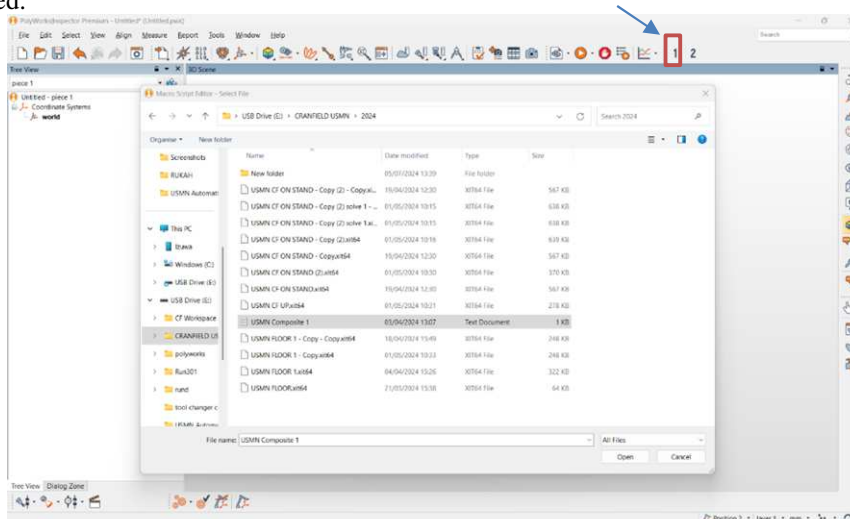 ed.
PolyWorks|Inspector Premium - Untitled* (Untitled.pwx)
File Edit Select View Align Measure Report Tools Window Help
Search
1 2
Tree View
3D Scene
piece 1
Untitled - piece 1
Coordinate Systems
world
Macro Script Editor - Select File
USB Drive (E:) > CRANFIELD USMN > 2024
Search 2024
Organise New folder
Name Date modified Type Size
Screenshots
RUKAH
USMN Automati
This PC
Windows (C:)
USB Drive (E:)
USB Drive (E:)
CF Workspace
CRANFIELD US
polyworks
Run301
rund
tool changer c
USMN Automa
New folder 05/07/2024 13:39 File folder
USMN CF ON STAND - Copy (2) - Copy.xi... 19/04/2024 12:30 XIT64 File 567 KB
USMN CF ON STAND - Copy (2) solve 1 - ... 01/05/2024 10:15 XIT64 File 638 KB
USMN CF ON STAND - Copy (2) solve 1.xi... 01/05/2024 10:15 XIT64 File 638 KB
USMN CF ON STAND - Copy (2).xit64 01/05/2024 10:16 XIT64 File 639 KB
USMN CF ON STAND - Copy.xit64 19/04/2024 12:30 XIT64 File 567 KB
USMN CF ON STAND (2).xit64 01/05/2024 10:30 XIT64 File 370 KB
USMN CF ON STAND.xit64 19/04/2024 12:30 XIT64 File 567 KB
USMN CF UP.xit64 01/05/2024 10:21 XIT64 File 278 KB
USMN Composite 1 03/04/2024 13:07 Text Document 1 KB
USMN FLOOR 1 - Copy - Copy.xit64 18/04/2024 15:49 XIT64 File 248 KB
USMN FLOOR 1 - Copy.xit64 01/05/2024 10:33 XIT64 File 248 KB
USMN FLOOR 1.xit64 04/04/2024 15:26 XIT64 File 322 KB
USMN FLOOR.xit64 21/03/2024 15:38 XIT64 File 64 KB
File name: USMN Composite 1
All Files
Open Cancel
Tree View Dialog Zone
Position 2 layer 1 mm